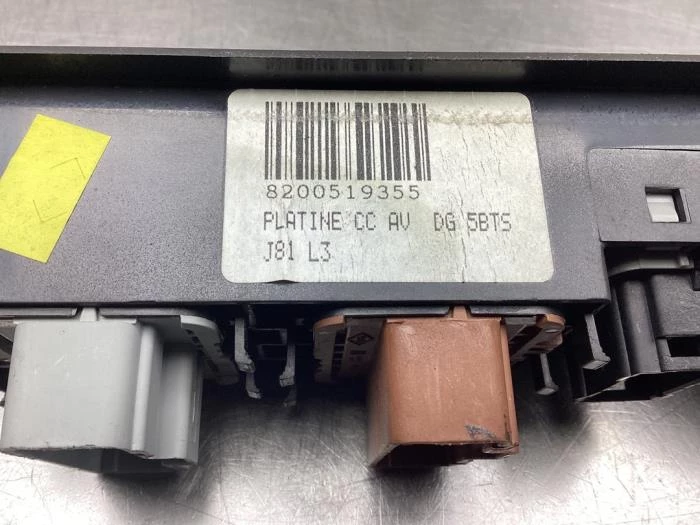 8200519355
PLATINE CC AV DG 5BTS
J81 L3